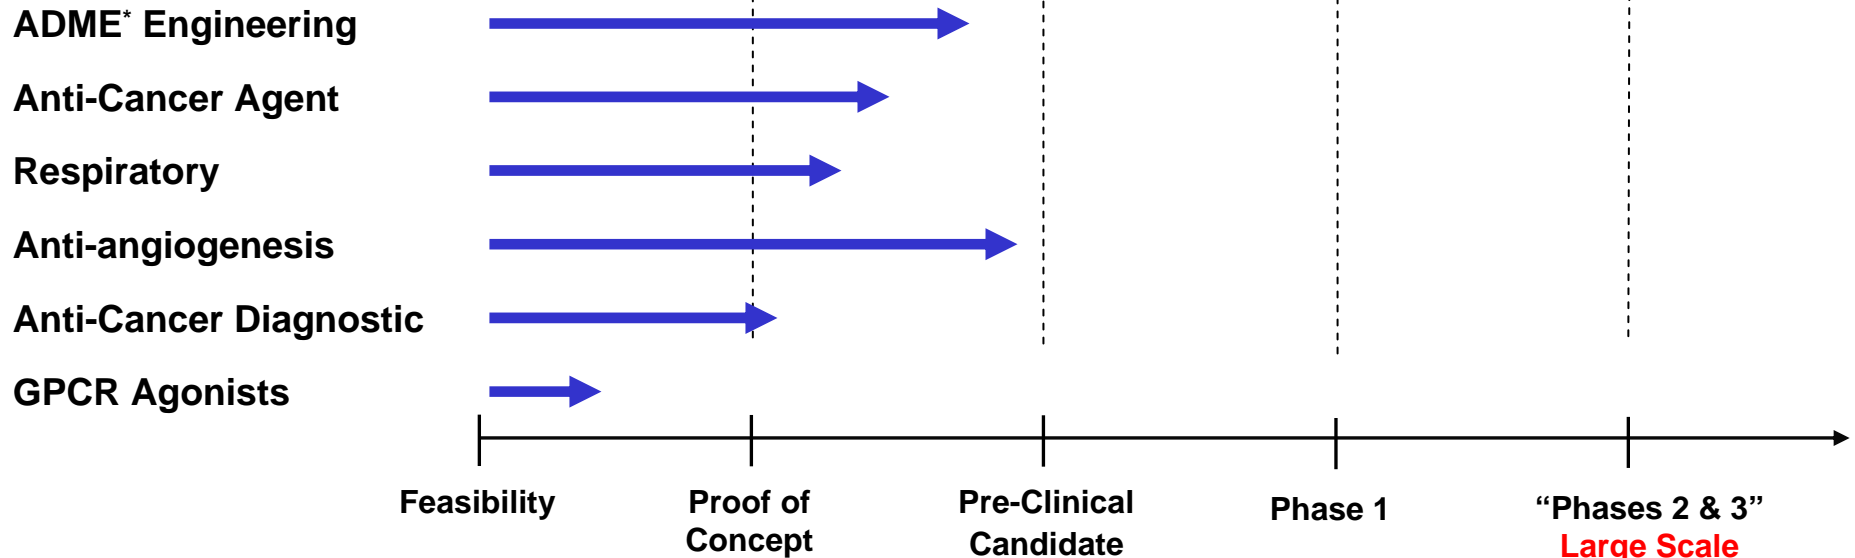 ADME* Engineering
Anti-Cancer Agent
Respiratory
Anti-angiogenesis
Anti-Cancer Diagnostic
GPCR Agonists
Feasibility
Proof of
Concept
Pre-Clinical
Candidate
Phase 1
“Phases 2 & 3”
Large Scale